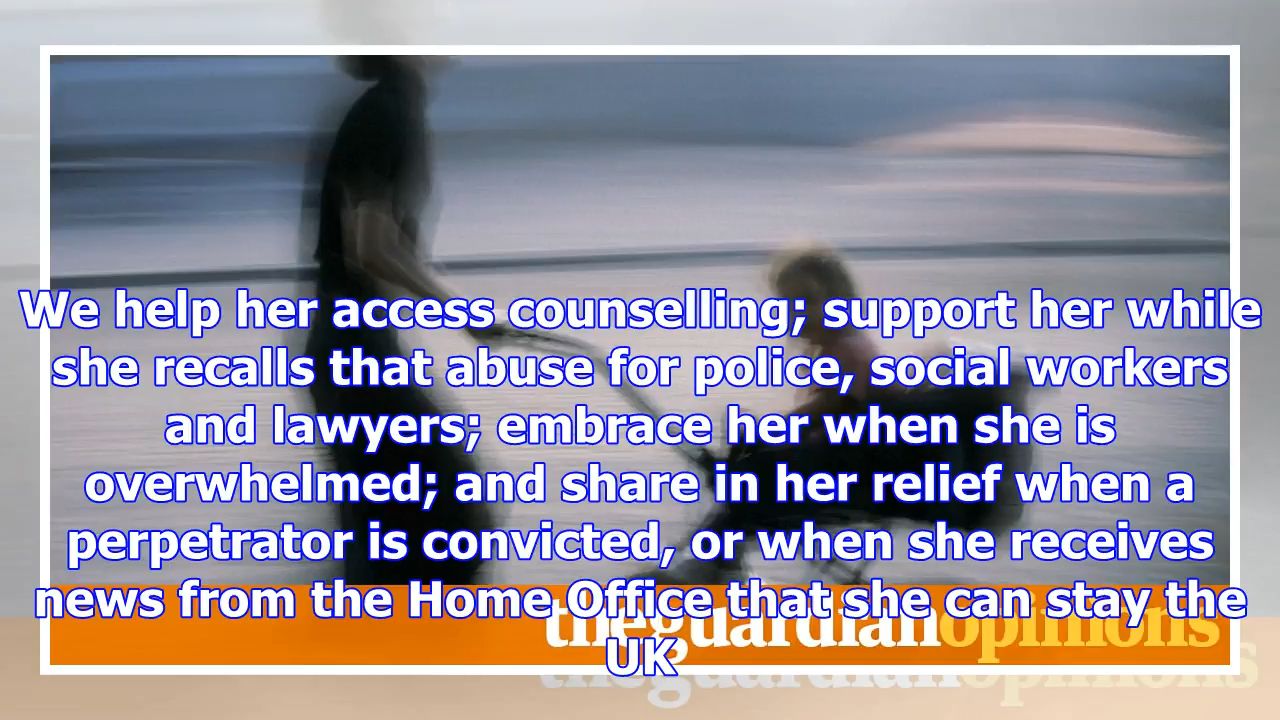 We help her access counselling; support her while
she recalls that abuse for police, social workers
and lawyers; embrace her when she is
overwhelmed; and share in her relief when a
perpetrator is convicted, or when she receives
news from the Home Office that she can stay the
UK
theguardianopinions
theguardianopinions